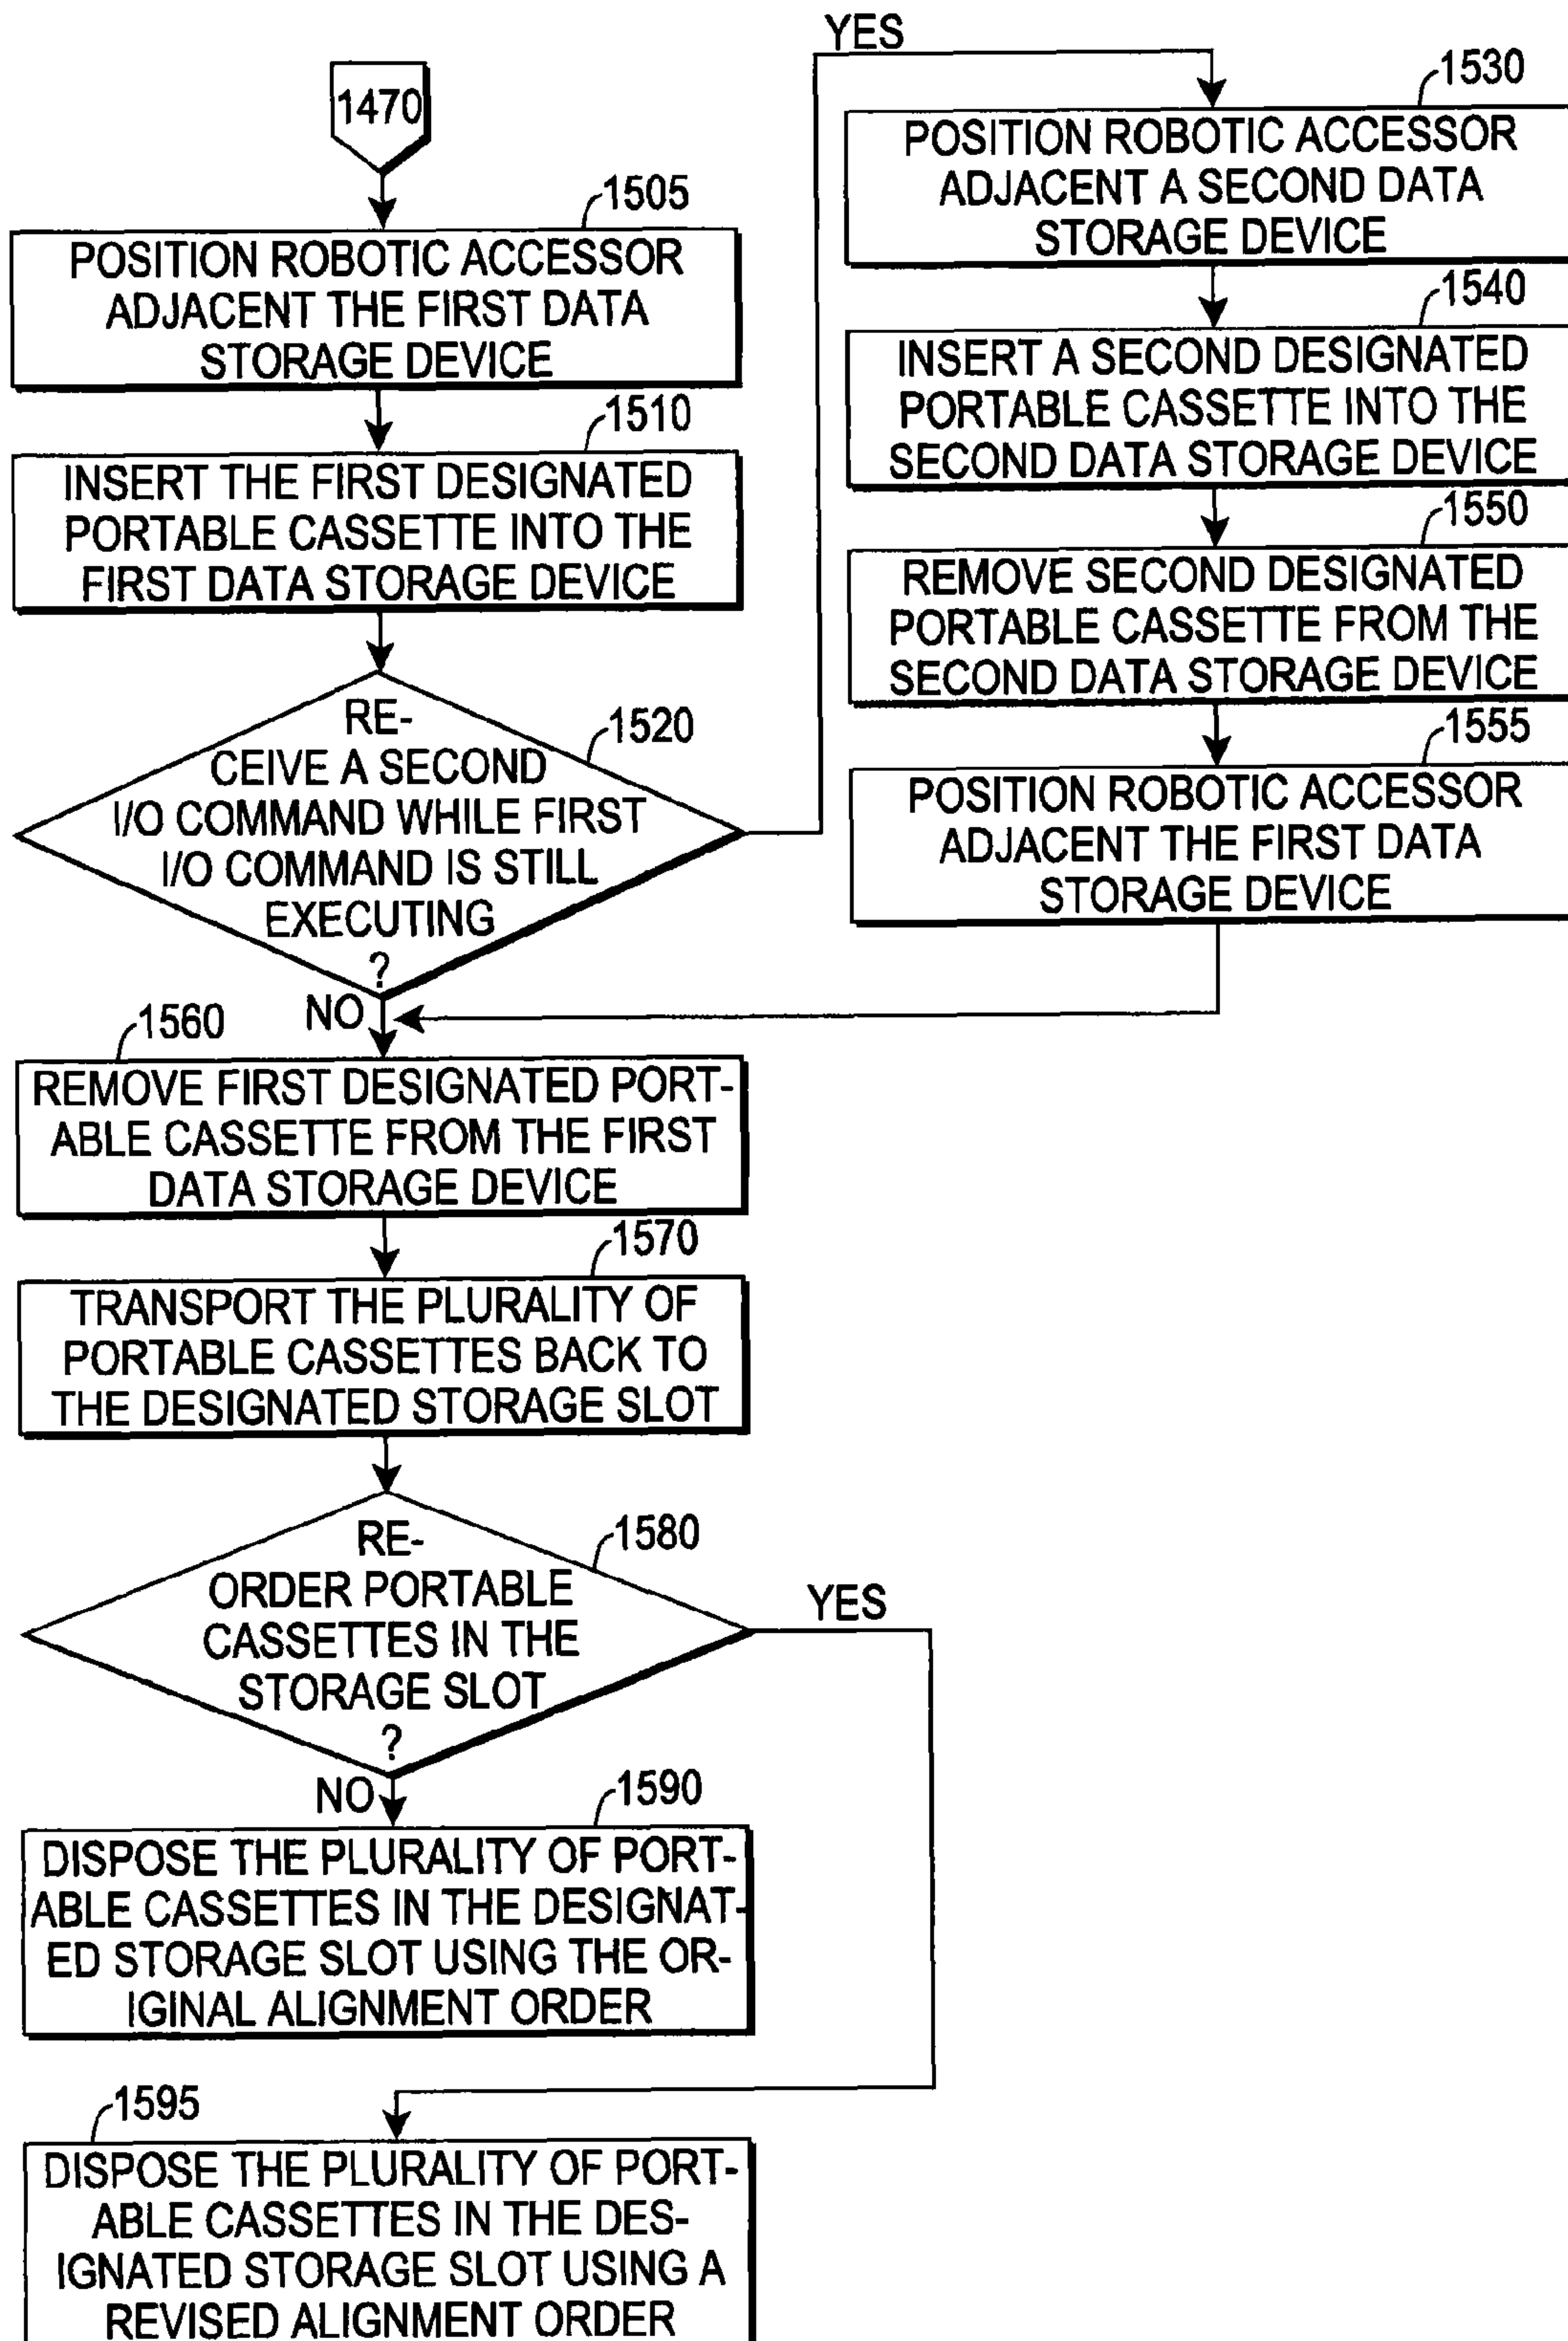 1470
1505
POSITION ROBOTIC ACCESSOR
ADJACENT THE FIRST DATA
STORAGE DEVICE
1510
INSERT THE FIRST DESIGNATED
PORTABLE CASSETTE INTO THE
FIRST DATA STORAGE DEVICE
1520
RE-
CEIVE A SECOND
I/O COMMAND WHILE FIRST
I/O COMMAND IS STILL
EXECUTING
?
YES
1530
POSITION ROBOTIC ACCESSOR
ADJACENT A SECOND DATA
STORAGE DEVICE
1540
INSERT A SECOND DESIGNATED
PORTABLE CASSETTE INTO THE
SECOND DATA STORAGE DEVICE
1550
REMOVE SECOND DESIGNATED
PORTABLE CASSETTE FROM THE
SECOND DATA STORAGE DEVICE
1555
POSITION ROBOTIC ACCESSOR
ADJACENT THE FIRST DATA
STORAGE DEVICE
NO
1560
REMOVE FIRST DESIGNATED PORT-
ABLE CASSETTE FROM THE FIRST
DATA STORAGE DEVICE
1570
TRANSPORT THE PLURALITY OF
PORTABLE CASSETTES BACK TO
THE DESIGNATED STORAGE SLOT
1580
RE-
ORDER PORTABLE
CASSETTES IN THE
STORAGE SLOT
?
YES
NO
1590
DISPOSE THE PLURALITY OF PORT-
ABLE CASSETTES IN THE DESIGNAT-
ED STORAGE SLOT USING THE OR-
IGINAL ALIGNMENT ORDER
1595
DISPOSE THE PLURALITY OF PORT-
ABLE CASSETTES IN THE DES-
IGNATED STORAGE SLOT USING A
REVISED ALIGNMENT ORDER